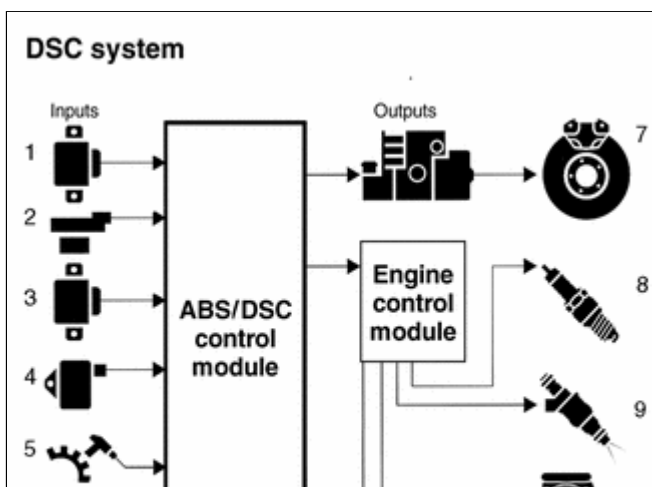 DSC system
Inputs
Outputs
1
2
3
4
5
ABS/DSC
control
module
Engine
control
module
7
8
9